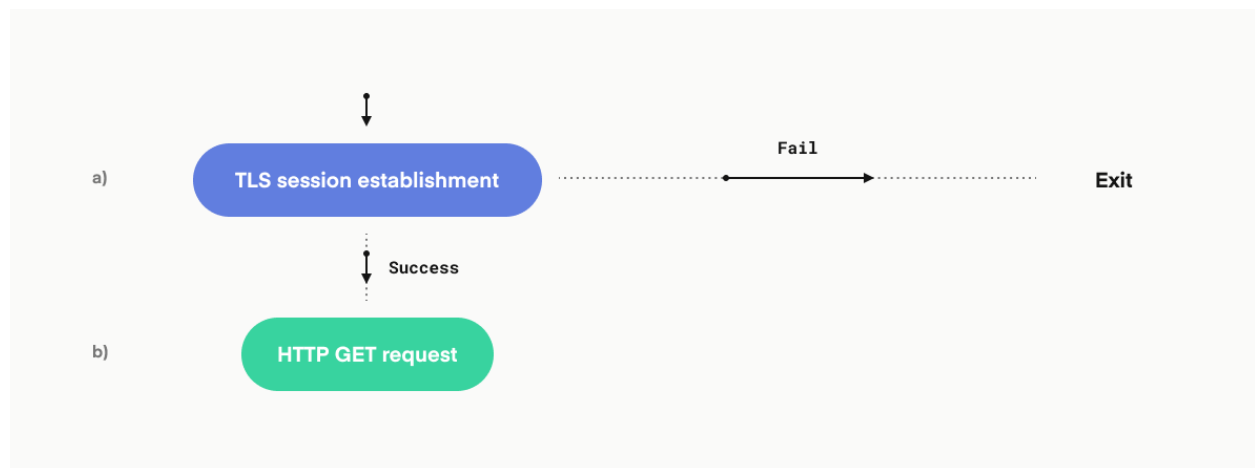 Fail
a)
TLS session establishment
Exit
Success
b)
HTTP GET request